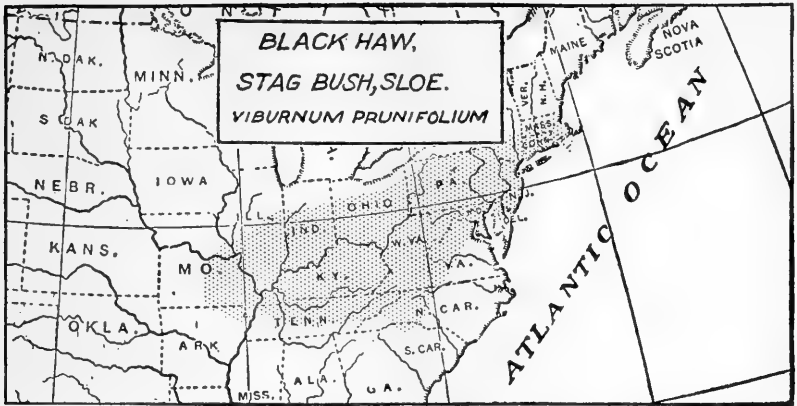 O N
BLACK HAW,
STAG BUSH, SLOE.
VIBURNUM PRUNIFOLIUM
MAINE
NOVA
SCOTIA
N. DAK.
MINN.
VER.
N.H.
S DAK
MASS.
CONN.
NEBR.
IOWA
ILL.
IND.
OHIO
PA.
N.J.
DEL.
KANS.
MO.
KY.
W.VA.
VA.
OKLA.
ARK
TENN
N. CAR.
S. CAR.
MISS.
ALA.
GA.
ATLANTIC OCEAN